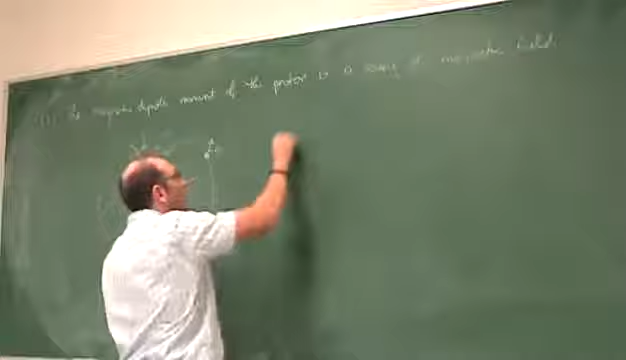 The magnetic dipole moment of the proton is a source of magnetic field.